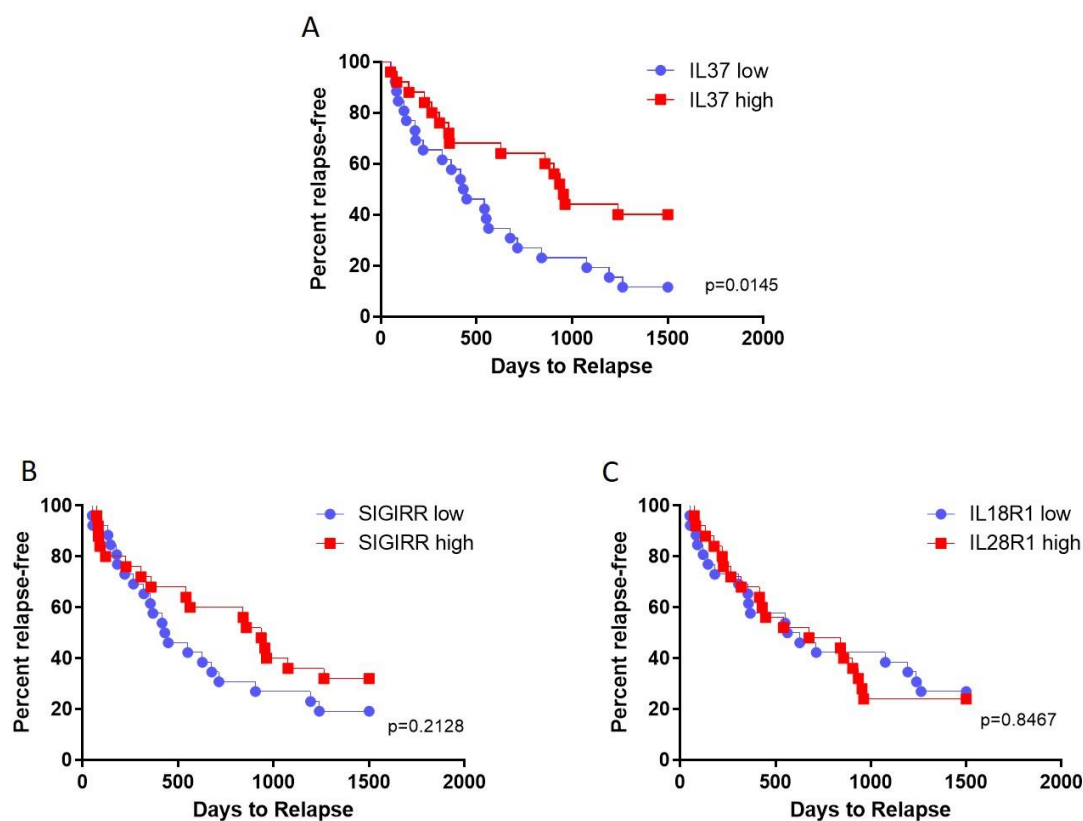 A
Percent relapse-free
100
80
60
40
20
0
0 500 1000 1500 2000
Days to Relapse
IL37 low
IL37 high
p=0.0145
B
Percent relapse-free
100
80
60
40
20
0
0 500 1000 1500 2000
Days to Relapse
SIGIRR low
SIGIRR high
p=0.2128
C
Percent relapse-free
100
80
60
40
20
0
0 500 1000 1500 2000
Days to Relapse
IL18R1 low
IL28R1 high
p=0.8467